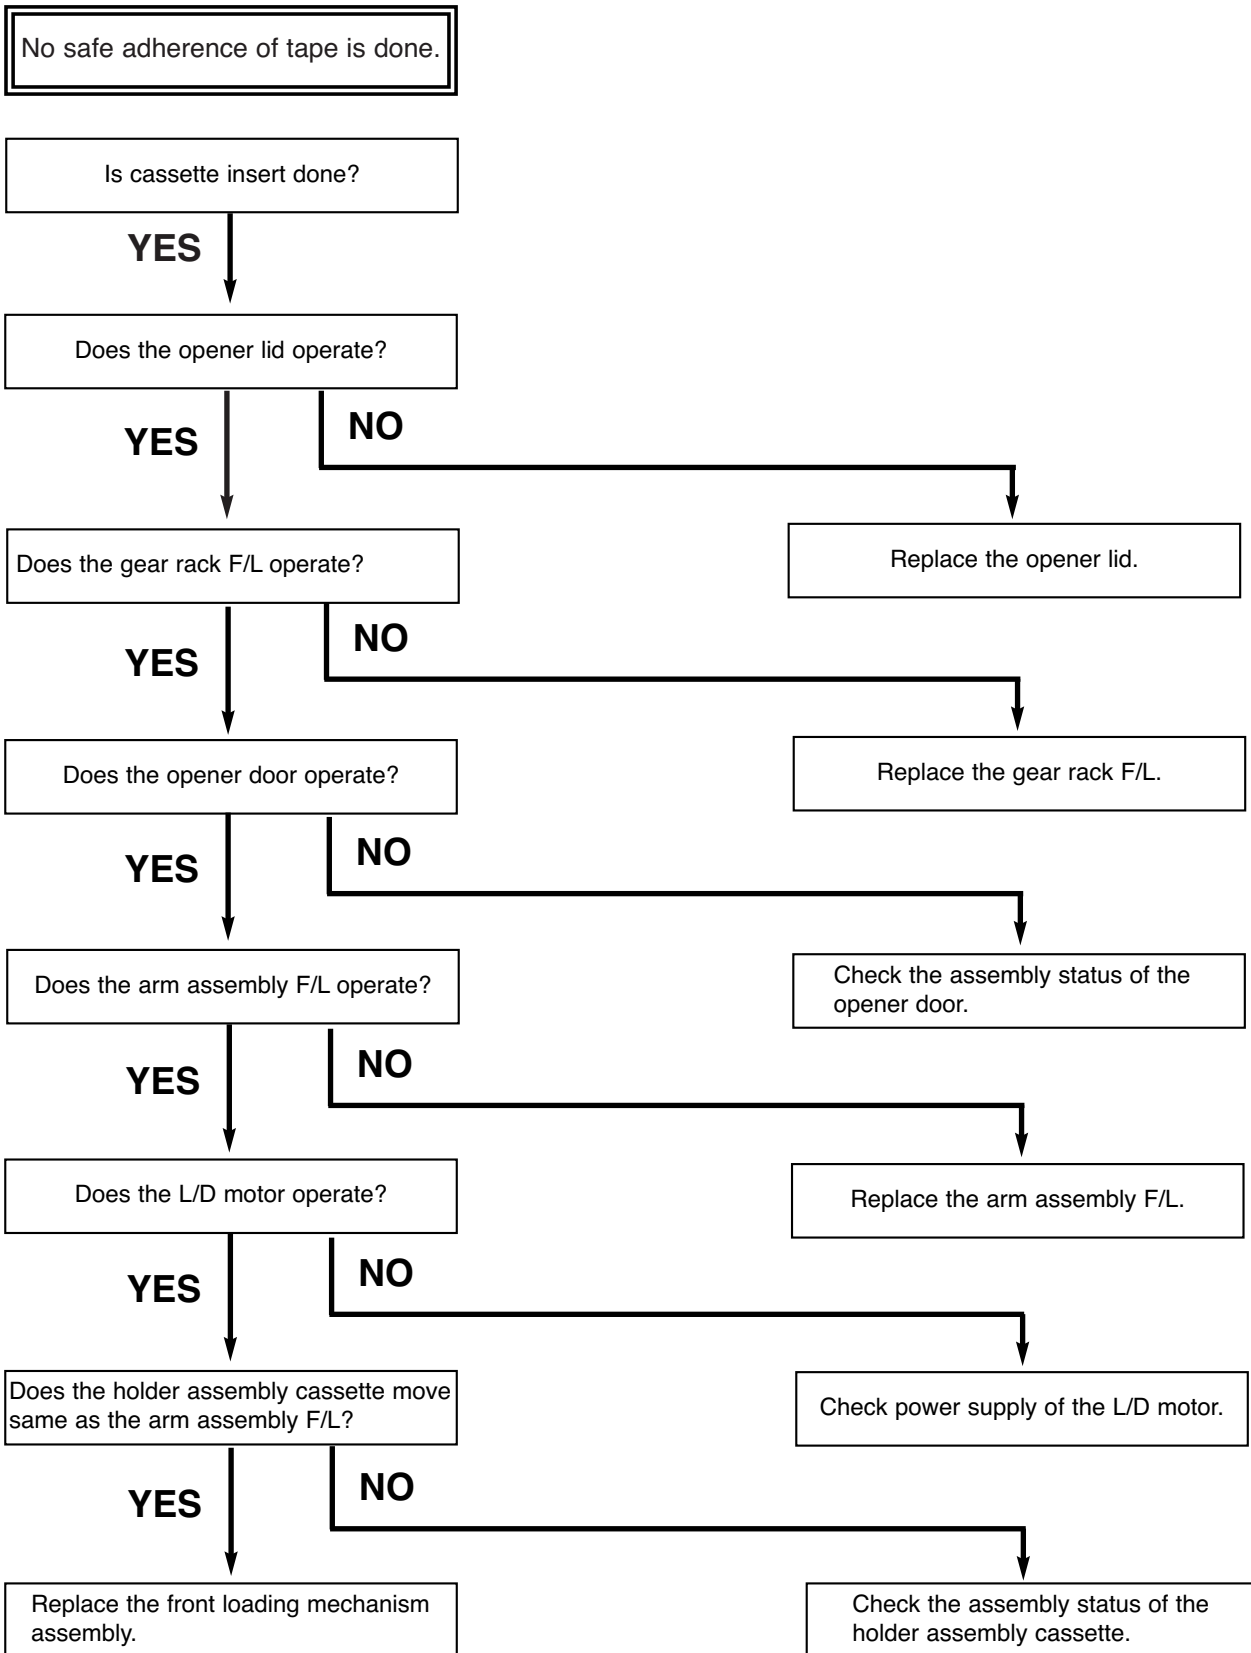 No safe adherence of tape is done.
Is cassette insert done?
YES
Does the opener lid operate?
YES
NO
Does the gear rack F/L operate?
Replace the opener lid.
YES
NO
Does the opener door operate?
Replace the gear rack F/L.
YES
NO
Does the arm assembly F/L operate?
Check the assembly status of the
opener door.
YES
NO
Does the L/D motor operate?
Replace the arm assembly F/L.
YES
NO
Does the holder assembly cassette move
same as the arm assembly F/L?
Check power supply of the L/D motor.
YES
NO
Replace the front loading mechanism
assembly.
Check the assembly status of the
holder assembly cassette.